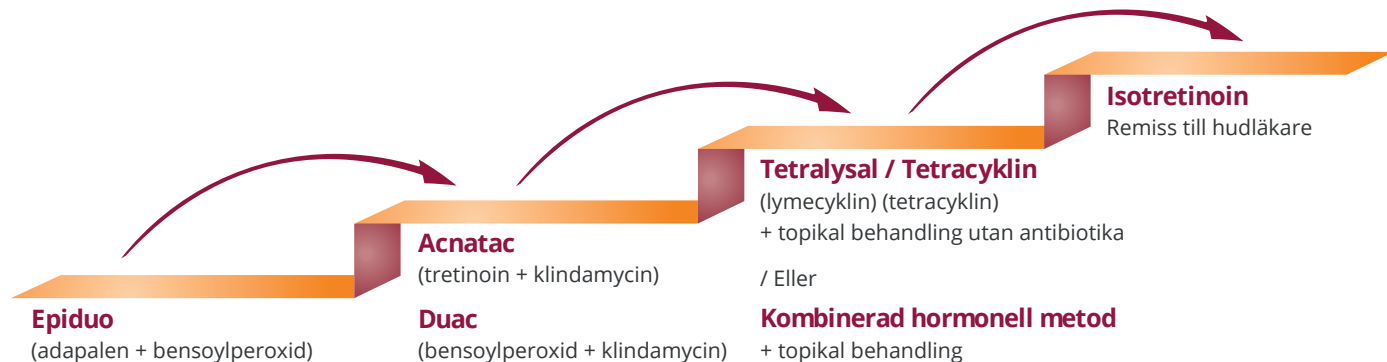 Epiduo
(adapalen + bensoylperoxid)
Acnatac
(tretinoin + klindamycin)
Duac
(bensoylperoxid + klindamycin)
Tetralysal / Tetracyklin
(lymecyklin) (tetracyklin)
+ topikal behandling utan antibiotika
/ Eller
Kombinerad hormonell metod
+ topikal behandling
Isotretinoin
Remiss till hudläkare